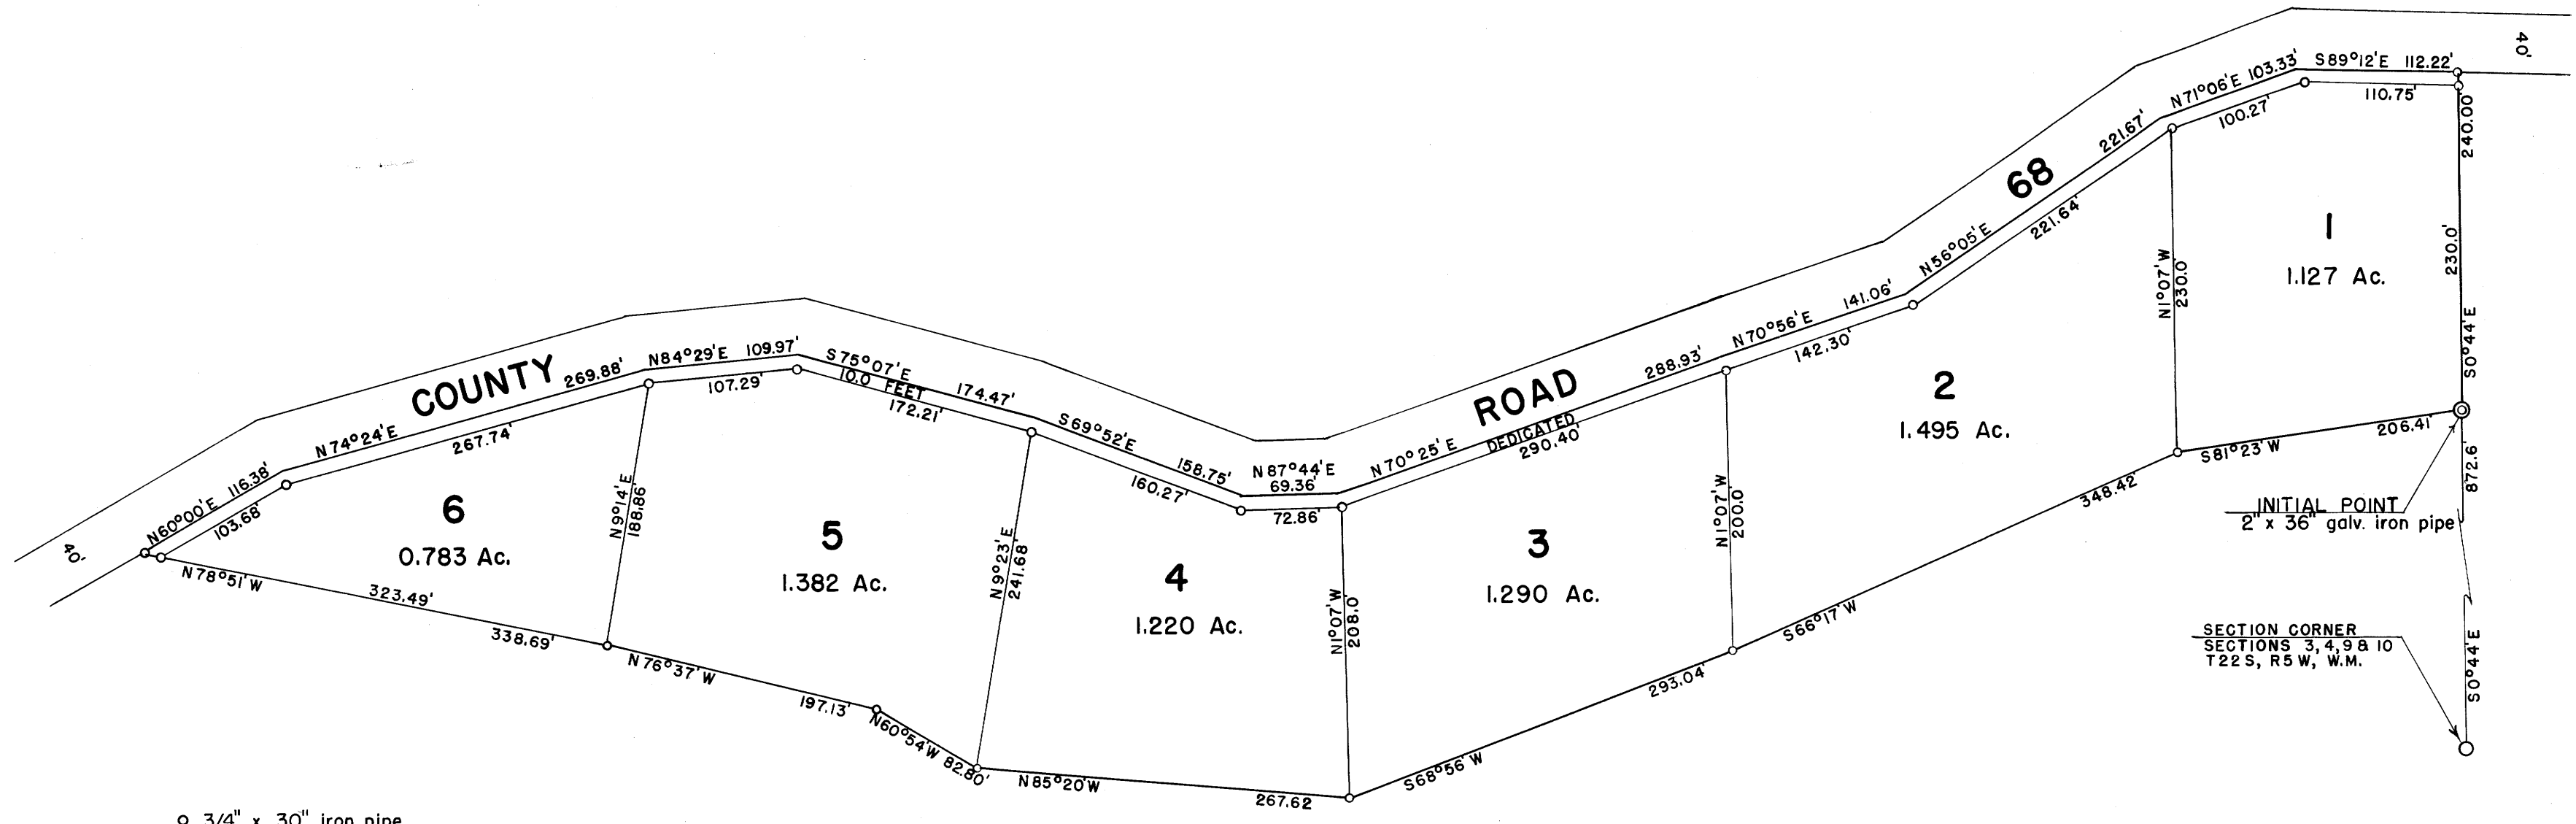 COUNTY ROAD 68
40'
N60°00'E 116.38'
103.68'
N74°24'E 269.88'
267.74'
N84°29'E 109.97'
107.29'
S75°07'E 174.47'
10.0 FEET
172.21'
S69°52'E 158.75'
160.27'
N87°44'E
69.36'
72.86'
N70°25'E 288.93'
DEDICATED
290.40'
N70°56'E 141.06'
142.30'
N56°05'E 221.67'
221.64'
N71°06'E 103.33'
100.27'
S89°12'E 112.22'
110.75'
40'
240.00'
230.0'
S0°44'E
1
1.127 Ac.
N1°07'W
230.0
S81°23'W 206.41'
2
1.495 Ac.
N1°07'W
200.0'
S66°17'W 348.42'
3
1.290 Ac.
N1°07'W
208.0'
S68°56'W 293.04'
4
1.220 Ac.
N9°23'E
241.68'
N85°20'W 267.62
5
1.382 Ac.
N9°14'E
188.86'
N60°54'W 82.80'
N76°37'W 197.13'
6
0.783 Ac.
N78°51'W 323.49'
338.69'
872.6'
INITIAL POINT
2" x 36" galv. iron pipe
SECTION CORNER
SECTIONS 3, 4, 9 & 10
T22S, R5W, W.M.
S0°44'E
3/4" x 30" iron pipe